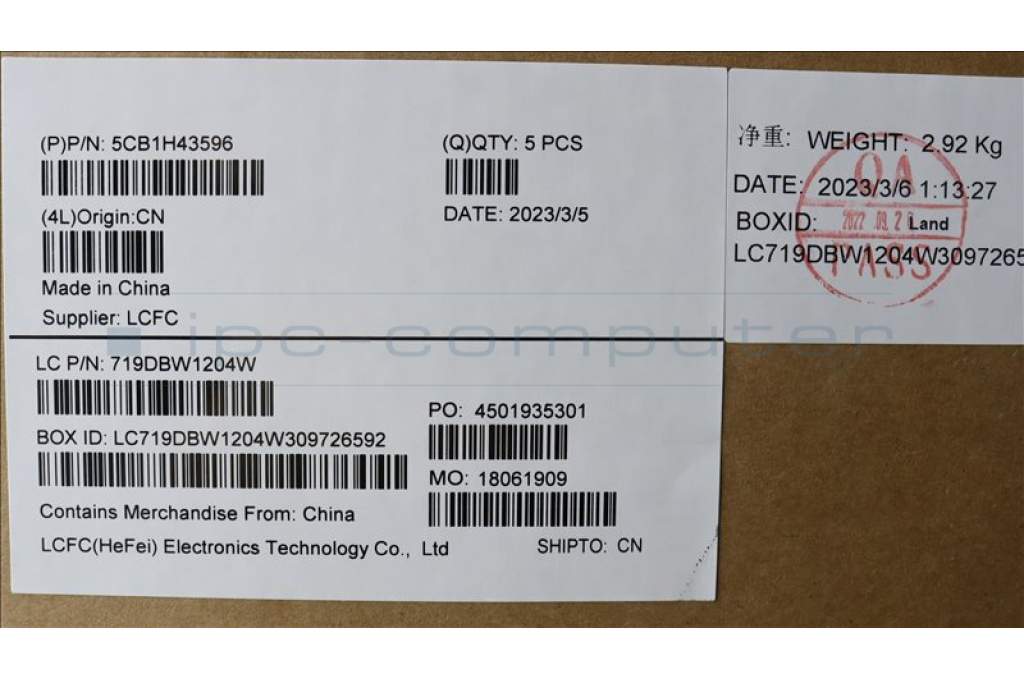 (P)P/N: 5CB1H43596
(Q)QTY: 5 PCS
(4L)Origin:CN
DATE: 2023/3/5
Made in China
Supplier: LCFC
LC P/N: 719DBW1204W
PO: 4501935301
BOX ID: LC719DBW1204W309726592
MO: 18061909
Contains Merchandise From: China
LCFC(HeFei) Electronics Technology Co., Ltd
SHIPTO: CN
净重: WEIGHT: 2.92 Kg
DATE: 2023/3/6 1:13:27
BOXID: Land
LC719DBW1204W3097265
QA
PASS
ipc-computer